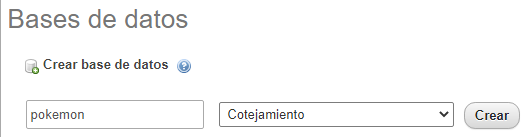 Bases de datos
Crear base de datos
pokemon Cotejamiento Crear